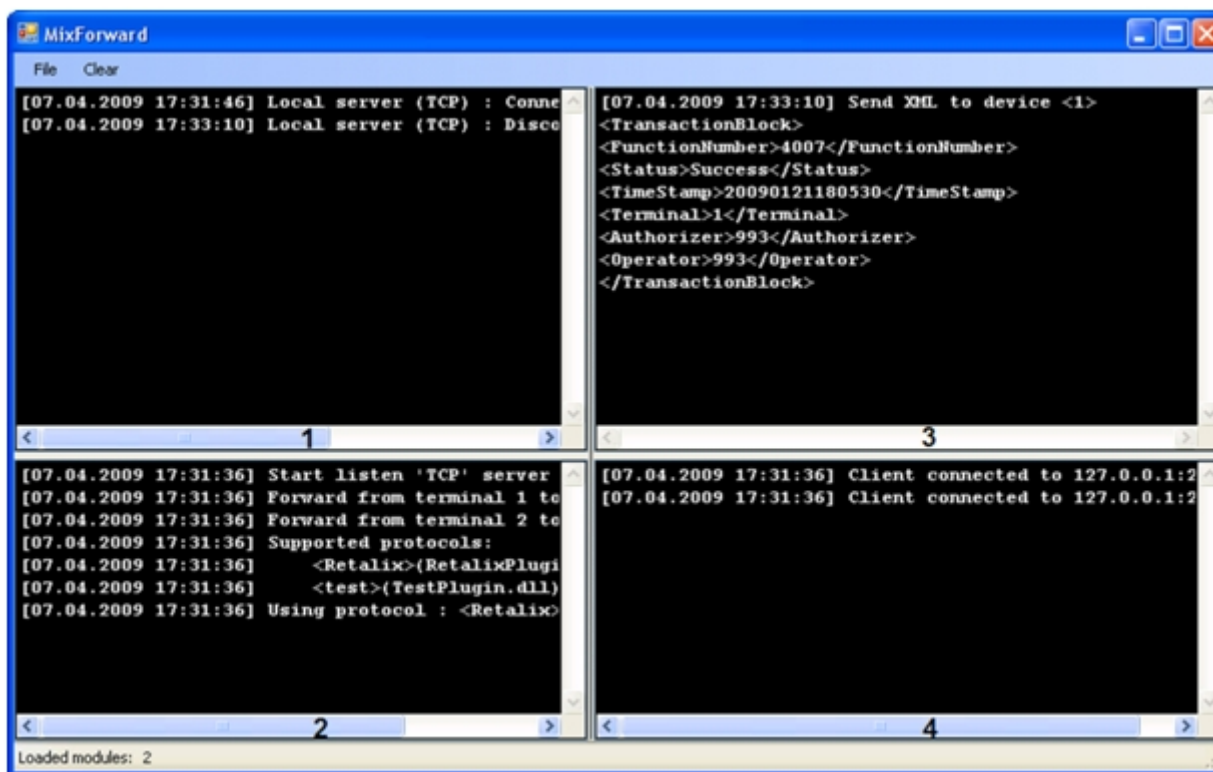 MixForward
File Clear
[07.04.2009 17:31:46] Local server (TCP) : Conne
[07.04.2009 17:33:10] Local server (TCP) : Disco
1
[07.04.2009 17:33:10] Send XML to device <1>
<TransactionBlock>
<FunctionNumber>4007</FunctionNumber>
<Status>Success</Status>
<TimeStamp>20090121180530</TimeStamp>
<Terminal>1</Terminal>
<Authorizer>993</Authorizer>
<Operator>993</Operator>
</TransactionBlock>
3
[07.04.2009 17:31:36] Start listen 'TCP' server
[07.04.2009 17:31:36] Forward from terminal 1 to
[07.04.2009 17:31:36] Forward from terminal 2 to
[07.04.2009 17:31:36] Supported protocols:
[07.04.2009 17:31:36] <Retalix>(RetalixPlugi
[07.04.2009 17:31:36] <test>(TestPlugin.dll)
[07.04.2009 17:31:36] Using protocol : <Retalix>
2
[07.04.2009 17:31:36] Client connected to 127.0.0.1:2
[07.04.2009 17:31:36] Client connected to 127.0.0.1:2
4
Loaded modules: 2